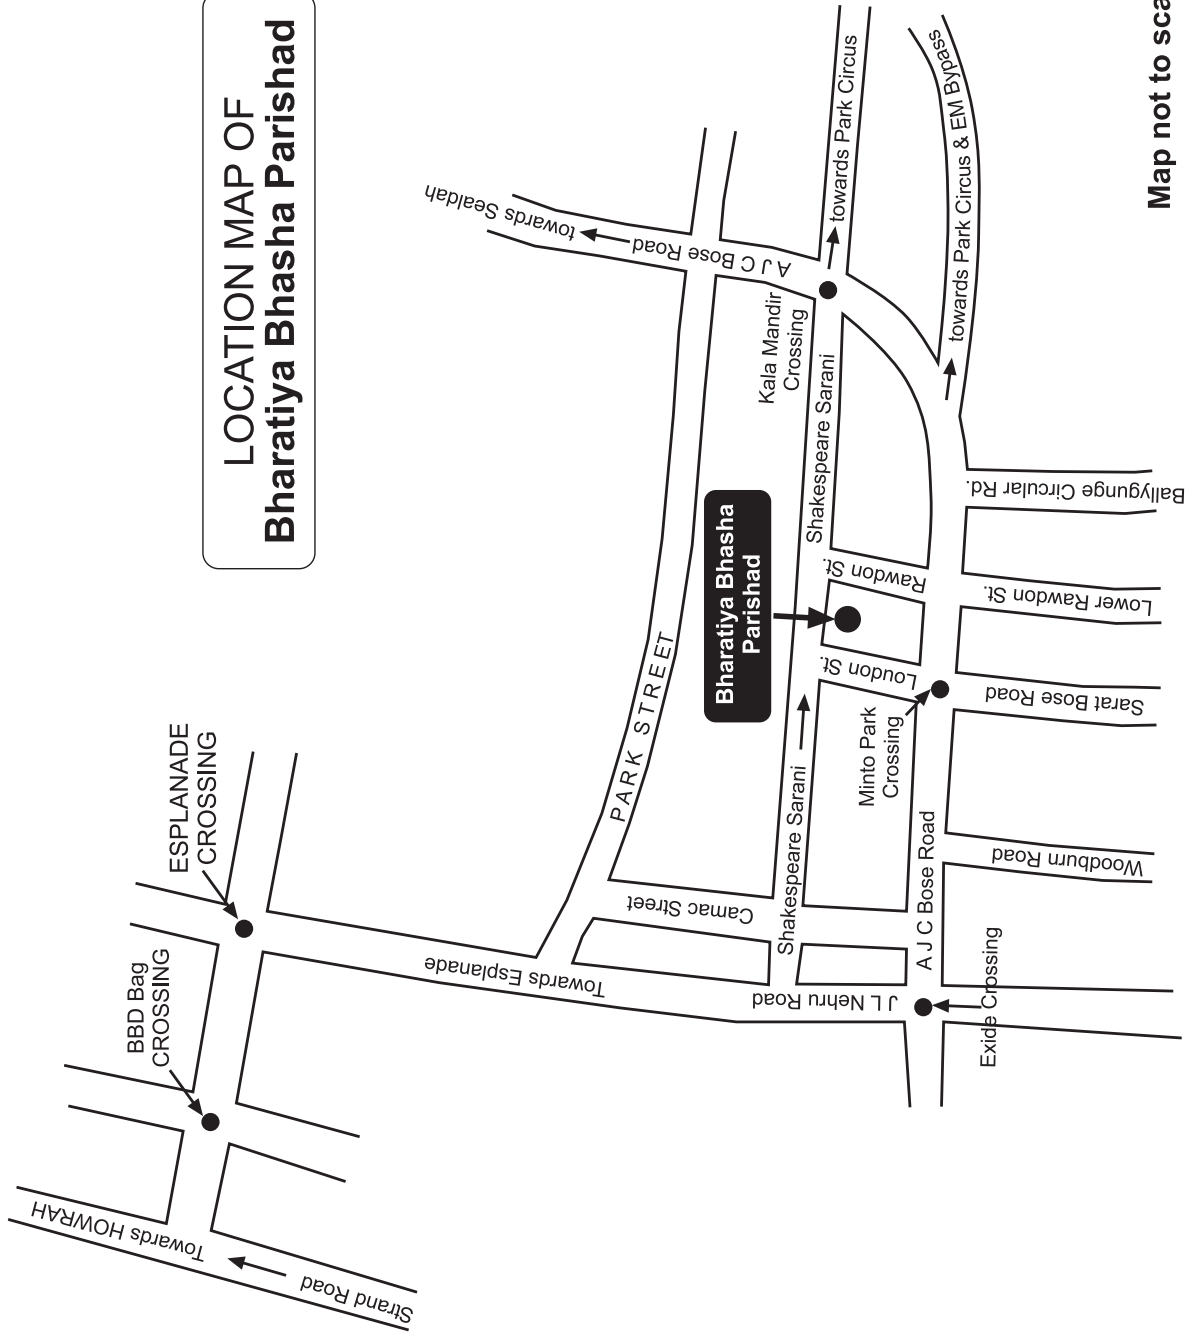 LOCATION MAP OF
Bharatiya Bhasha Parishad
ESPLANADE
CROSSING
BBD Bag
CROSSING
Towards HOWRAH
Strand Road
Towards Esplanade
PARK STREET
towards Sealdah
A J C Bose Road
Kala Mandir
Crossing
towards Park Circus
towards Park Circus & EM Bypass
Bharatiya Bhasha
Parishad
Shakespeare Sarani
Shakespeare Sarani
Camac Street
J L Nehru Road
Rawdon St.
Loudon St.
Minto Park
Crossing
A J C Bose Road
Exide Crossing
Woodburn Road
Sarat Bose Road
Lower Rawdon St.
Ballygunge Circular Rd.
Map not to sca